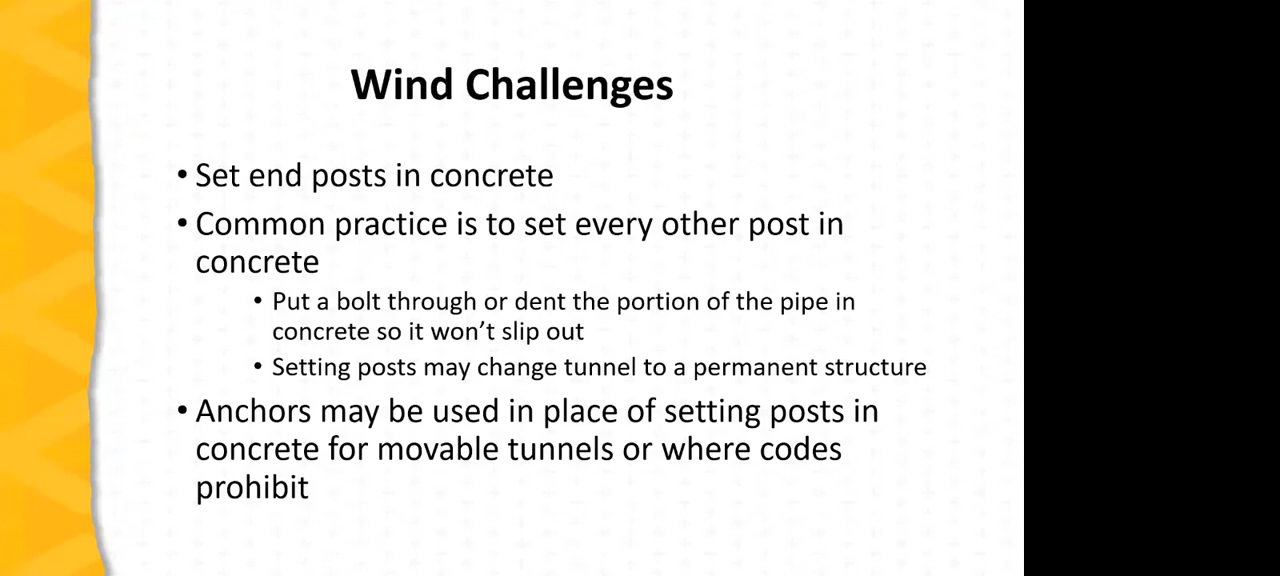 Wind Challenges
• Set end posts in concrete
• Common practice is to set every other post in
concrete
• Put a bolt through or dent the portion of the pipe in
concrete so it won’t slip out
• Setting posts may change tunnel to a permanent structure
• Anchors may be used in place of setting posts in
concrete for movable tunnels or where codes
prohibit